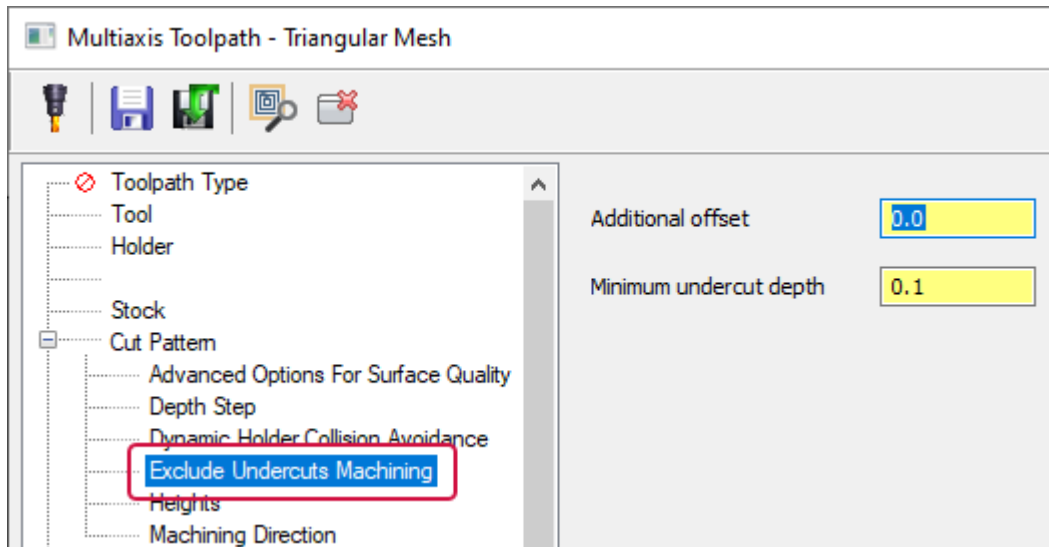 Multiaxis Toolpath - Triangular Mesh
Toolpath Type
Tool
Holder
Stock
Cut Pattern
Advanced Options For Surface Quality
Depth Step
Dynamic Holder Collision Avoidance
Exclude Undercuts Machining
Heights
Machining Direction
Additional offset
0.0
Minimum undercut depth
0.1